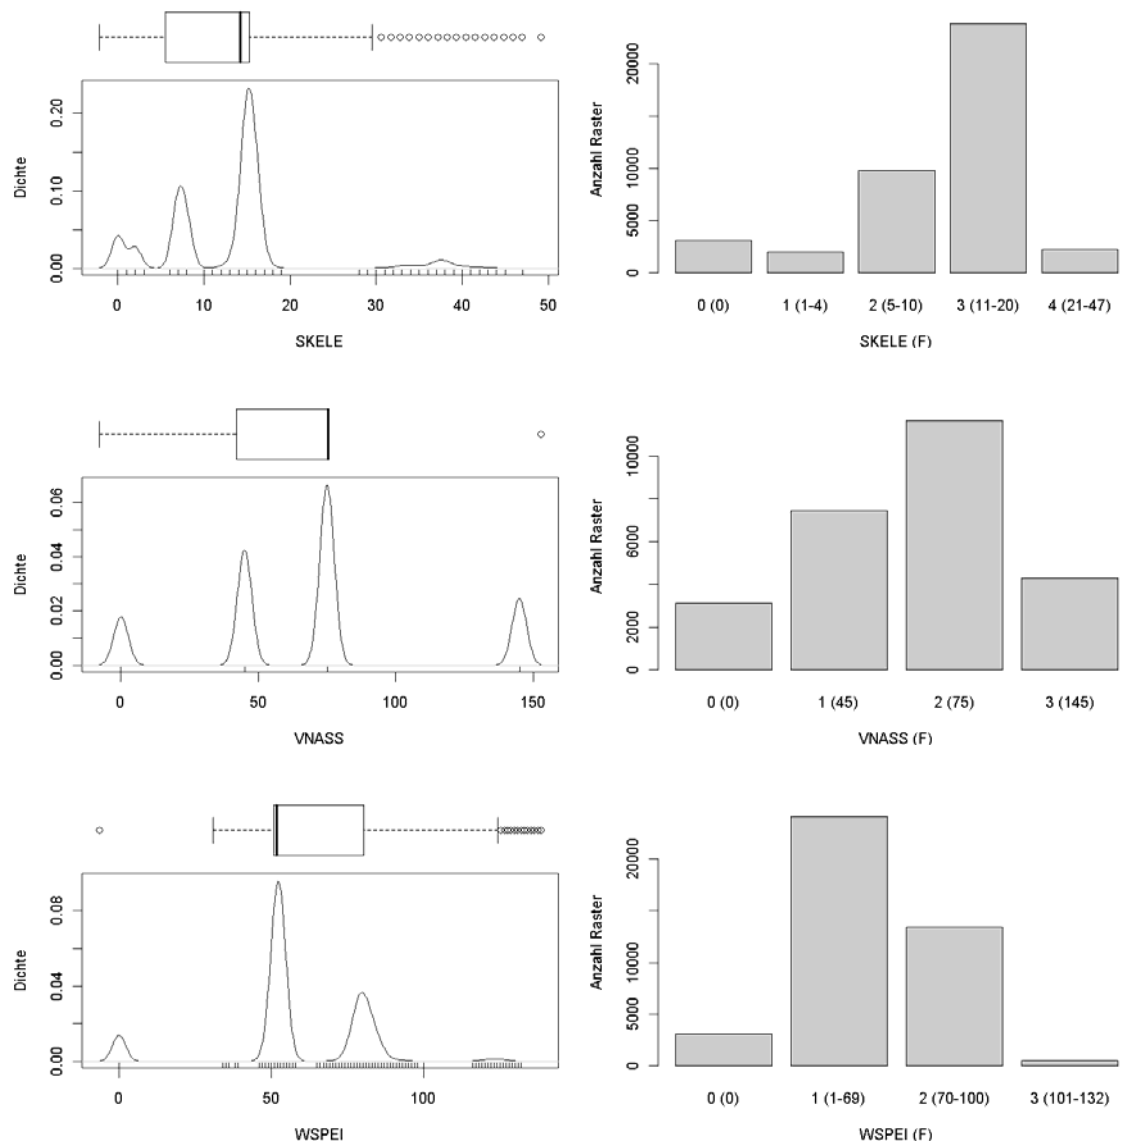 Dichte
0.00 0.10 0.20
0 10 20 30 40 50
SKELE
Anzahl Raster
0 5000 10000 20000
0 (0) 1 (1-4) 2 (5-10) 3 (11-20) 4 (21-47)
SKELE (F)
Dichte
0.00 0.02 0.04 0.06
0 50 100 150
VNASS
Anzahl Raster
0 2000 6000 10000
0 (0) 1 (45) 2 (75) 3 (145)
VNASS (F)
Dichte
0.00 0.04 0.08
0 50 100
WSPEI
Anzahl Raster
0 5000 10000 20000
0 (0) 1 (1-69) 2 (70-100) 3 (101-132)
WSPEI (F)